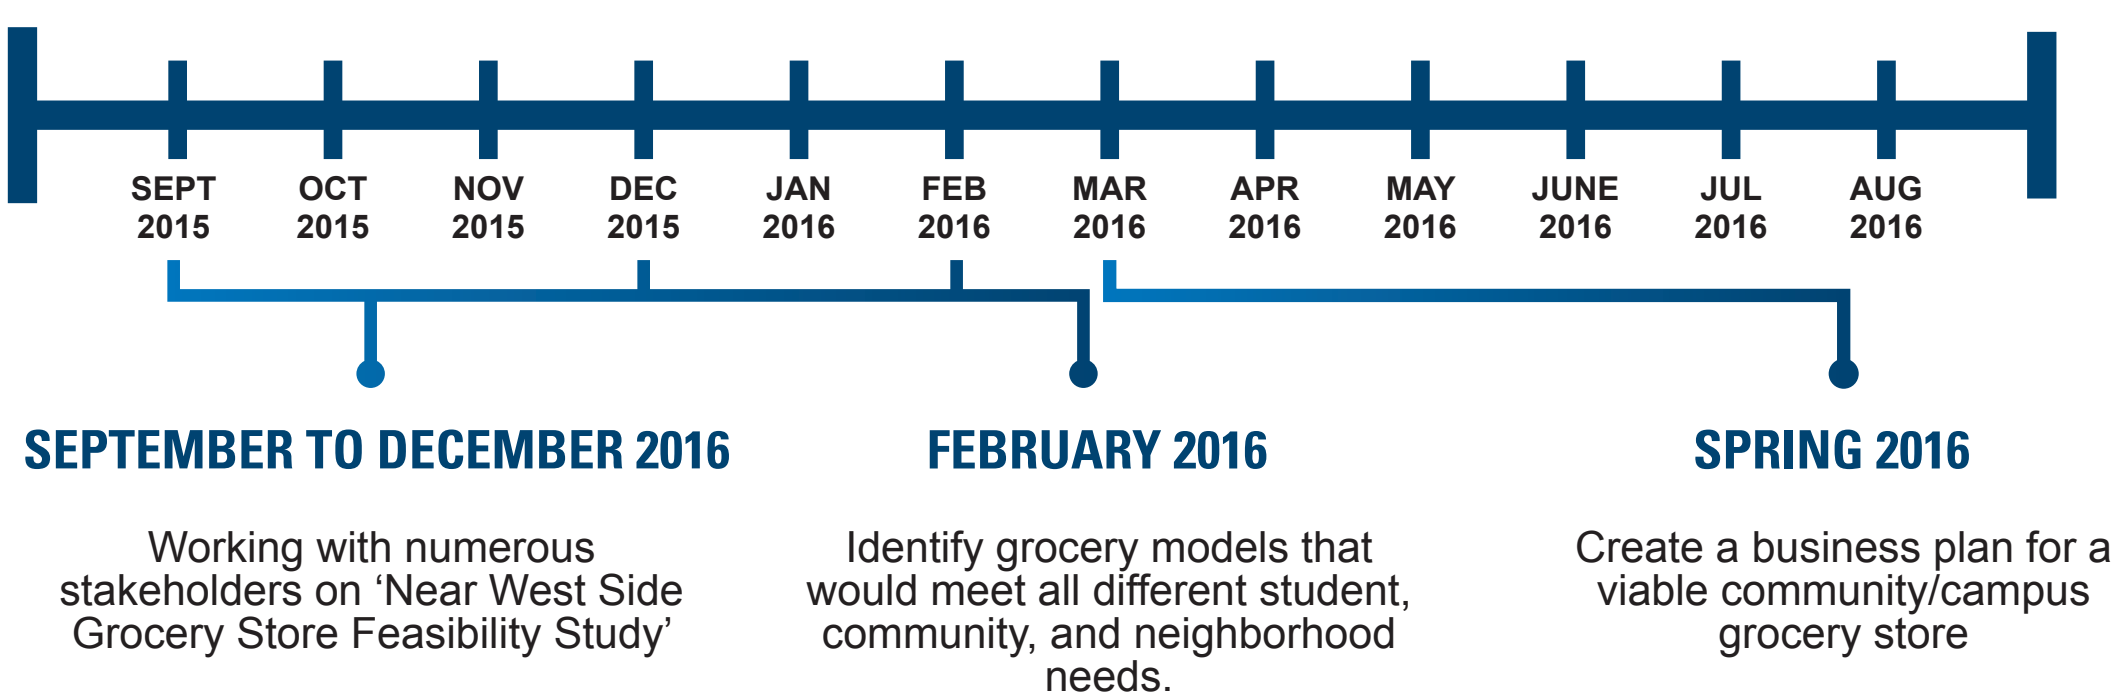 SEPT OCT NOV DEC JAN FEB MAR APR MAY JUNE JUL AUG
2015 2015 2015 2015 2016 2016 2016 2016 2016 2016 2016 2016
SEPTEMBER TO DECEMBER 2016
Working with numerous
stakeholders on ‘Near West Side
Grocery Store Feasibility Study’
FEBRUARY 2016
Identify grocery models that
would meet all different student,
community, and neighborhood
needs.
SPRING 2016
Create a business plan for a
viable community/campus
grocery store